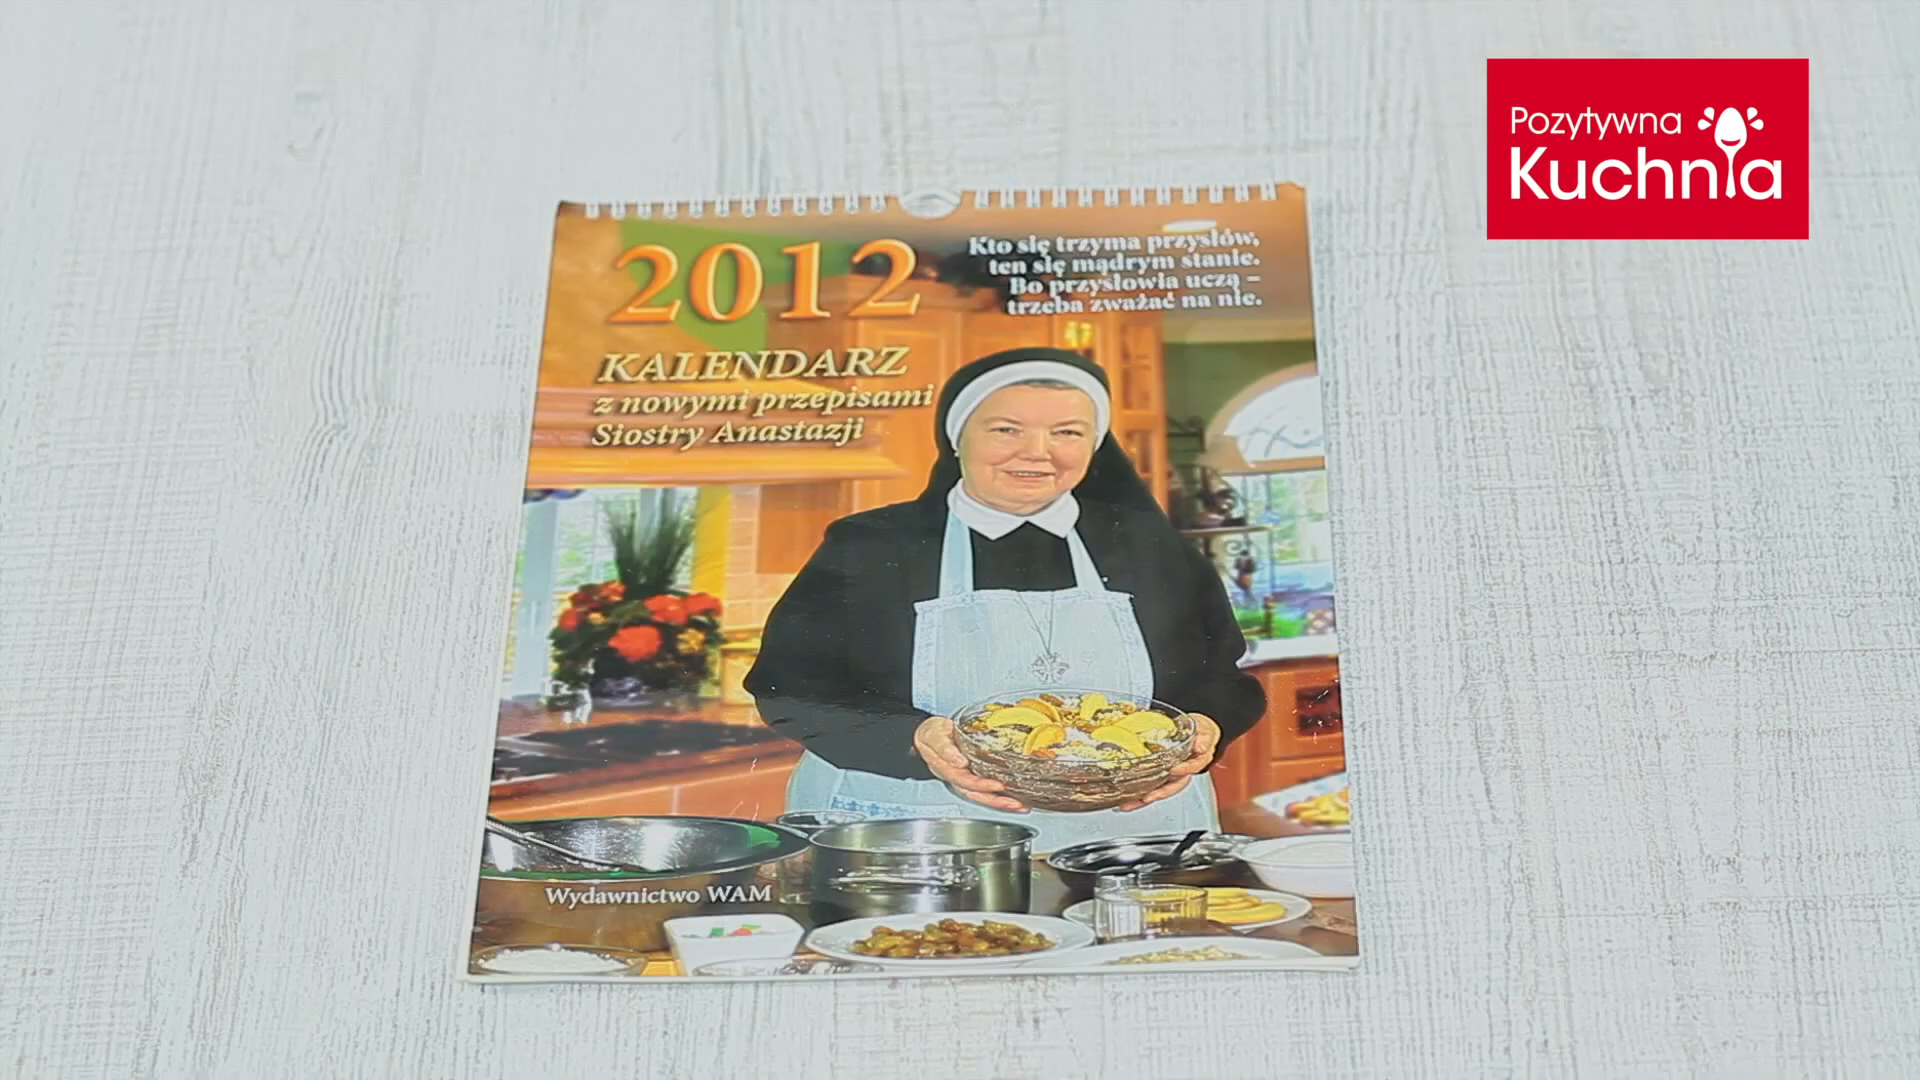 Pozytywna
Kuchnia
2012
Kto się trzyma przysłów,
ten się mądrym stanie.
Bo przysłowia uczą –
trzeba zważać na nie.
KALENDARZ
z nowymi przepisami
Siostry Anastazji
Wydawnictwo WAM